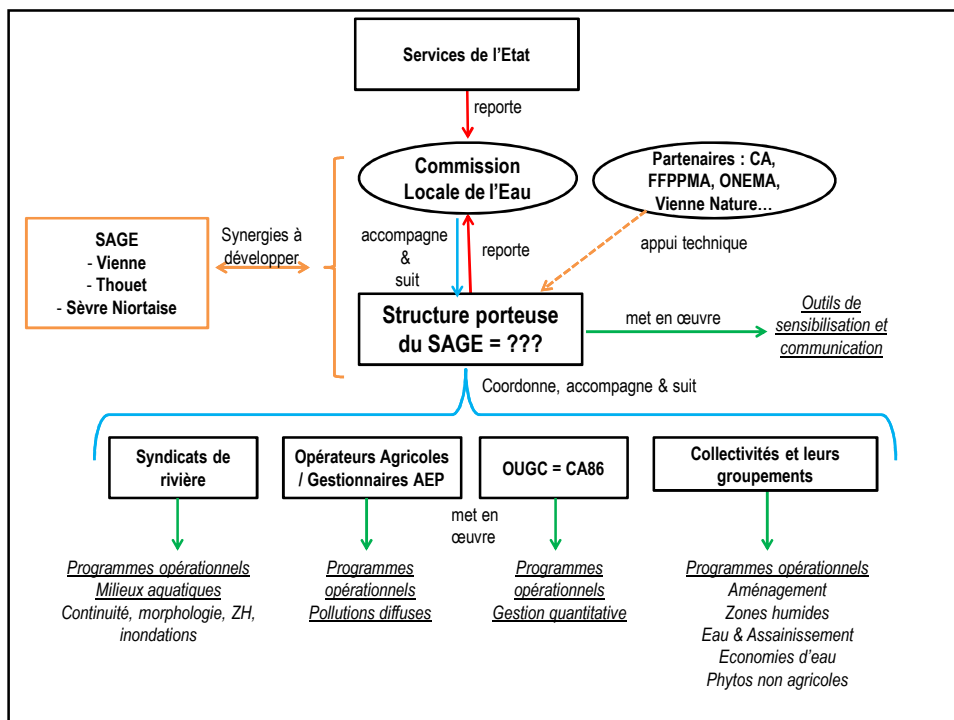 Services de l'Etat
reporte
Commission
Locale de l'Eau
Partenaires : CA,
FFPPMA, ONEMA,
Vienne Nature…
SAGE
- Vienne
- Thouet
- Sèvre Niortaise
Synergies à
développer
accompagne
&
suit
reporte
appui technique
Structure porteuse
du SAGE = ???
met en œuvre
Outils de
sensibilisation et
communication
Coordonne, accompagne & suit
Syndicats de
rivière
Opérateurs Agricoles
/ Gestionnaires AEP
OUGC = CA86
Collectivités et leurs
groupements
met en
œuvre
Programmes opérationnels
Milieux aquatiques
Continuité, morphologie, ZH,
inondations
Programmes
opérationnels
Pollutions diffuses
Programmes
opérationnels
Gestion quantitative
Programmes opérationnels
Aménagement
Zones humides
Eau & Assainissement
Economies d'eau
Phytos non agricoles